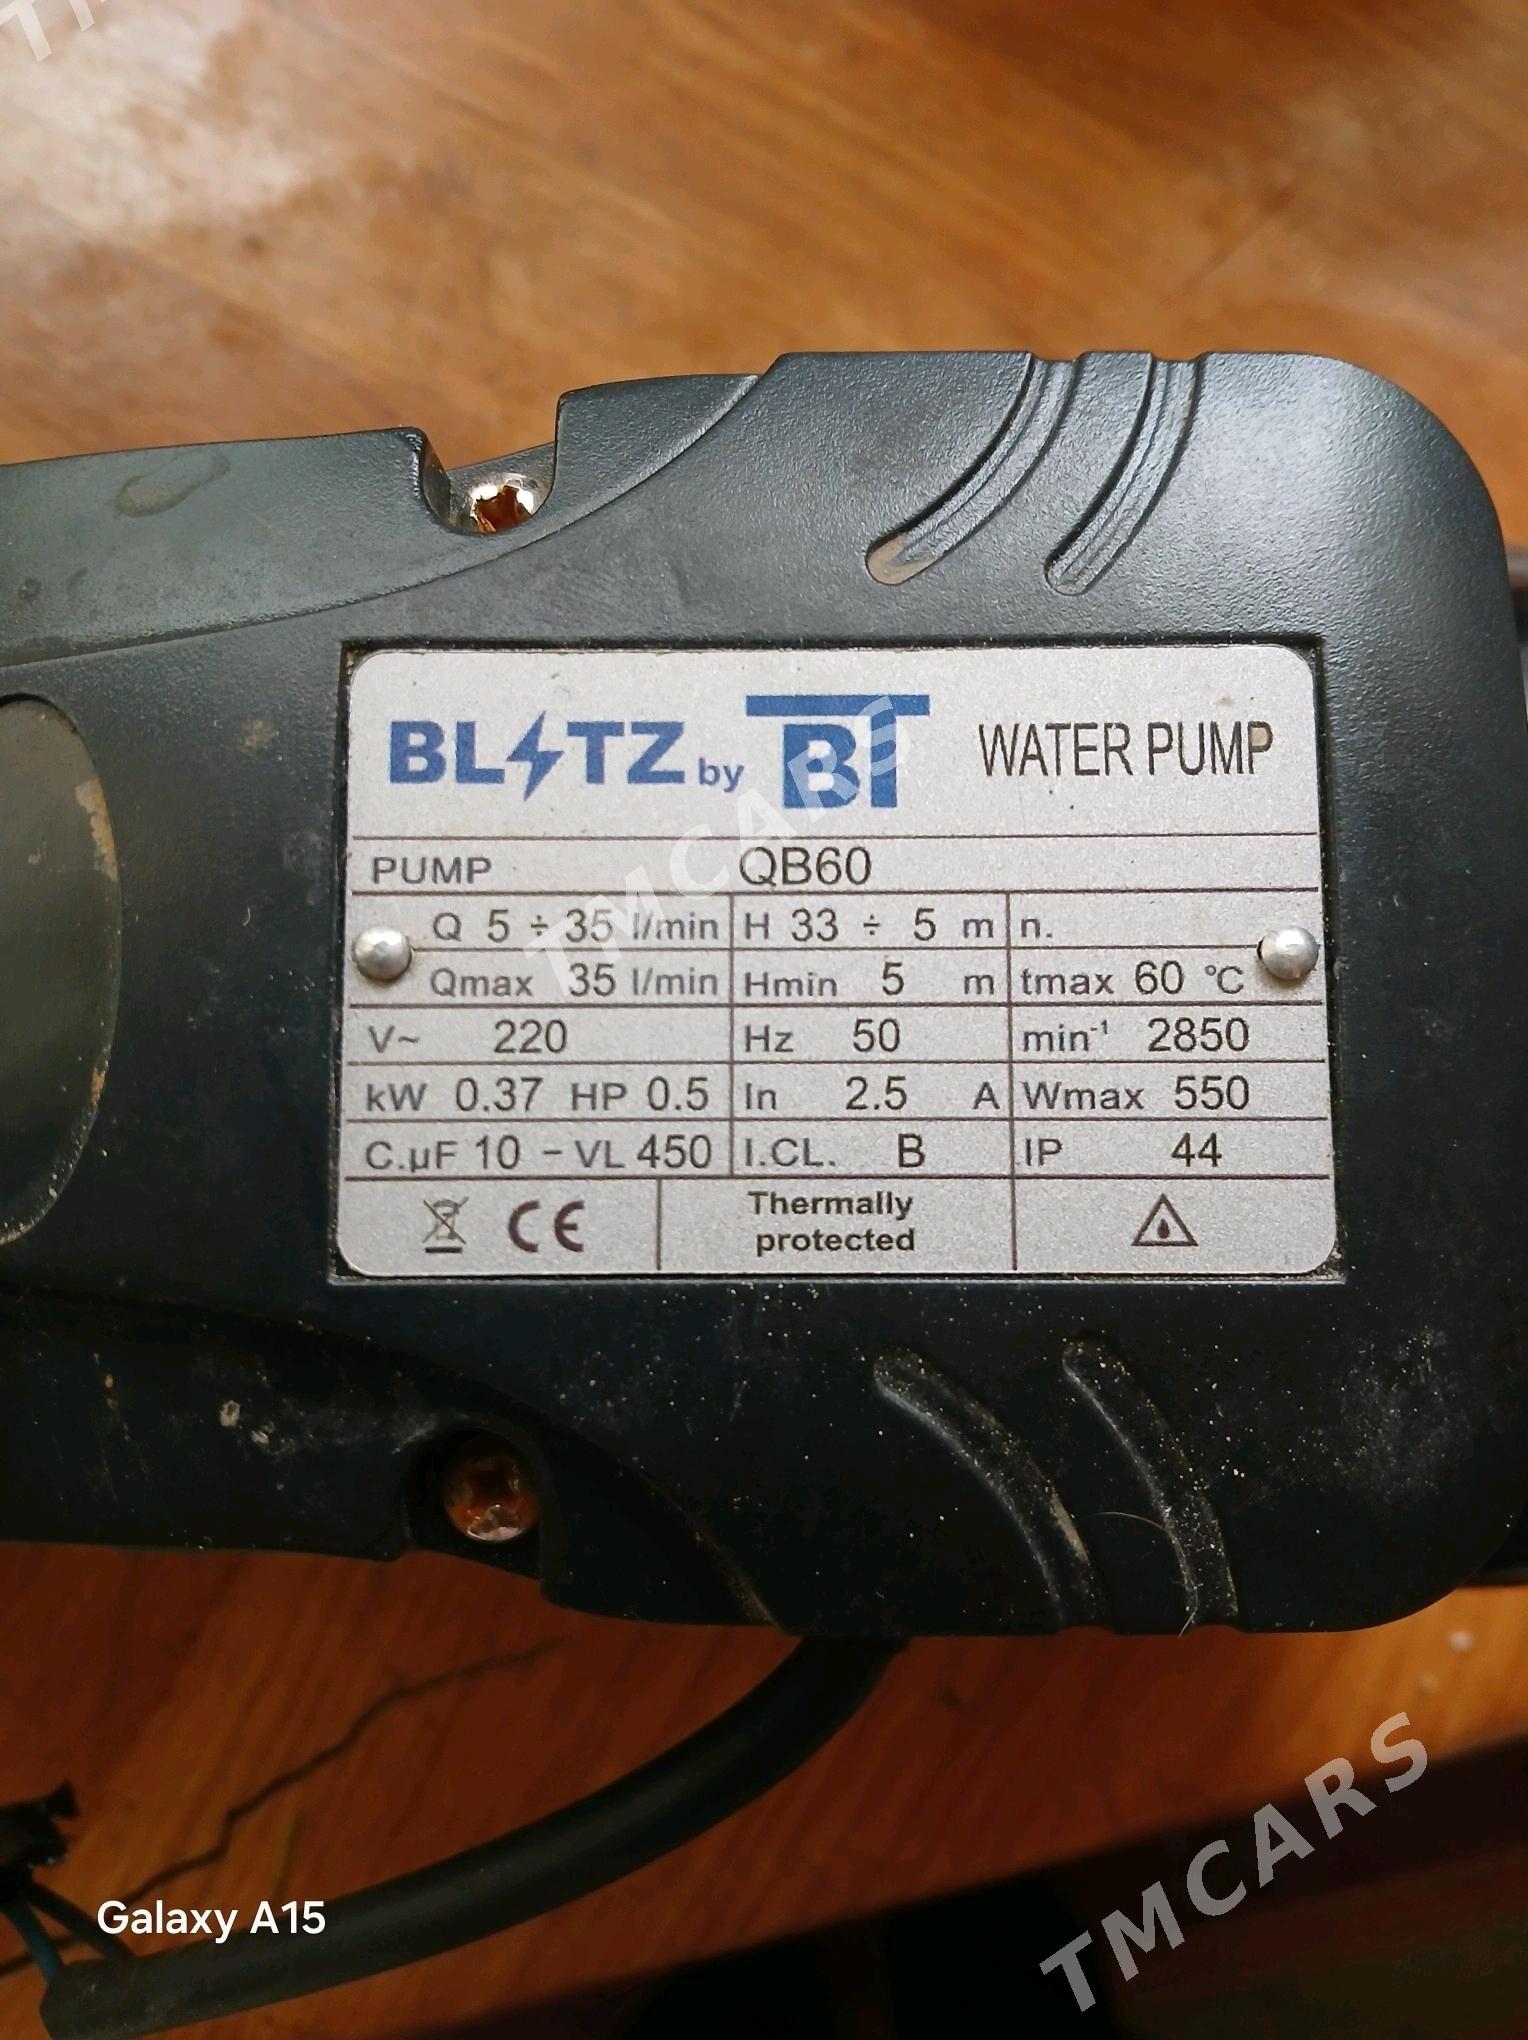 BLITZ by BT WATER PUMP
PUMP QB60
Q 5 ÷ 35 l/min H 33 ÷ 5 m n.
Qmax 35 l/min Hmin 5 m tmax 60 °C
V~ 220 Hz 50 min⁻¹ 2850
kW 0.37 HP 0.5 In 2.5 A Wmax 550
C.µF 10 - VL 450 I.CL. B IP 44
CE Thermally
protected
TMCARS
Galaxy A15
TMCARS